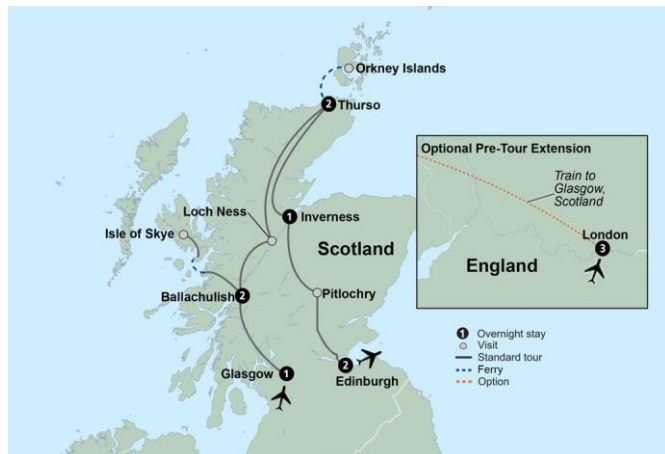 Orkney Islands
2
Thurso
Optional Pre-Tour Extension
Train to
Glasgow,
Scotland
London
3
England
Loch Ness
1
Inverness
Isle of Skye
Scotland
Ballachulish
2
Pitlochry
Glasgow
1
2
Edinburgh
1 Overnight stay
Visit
Standard tour
Ferry
Option